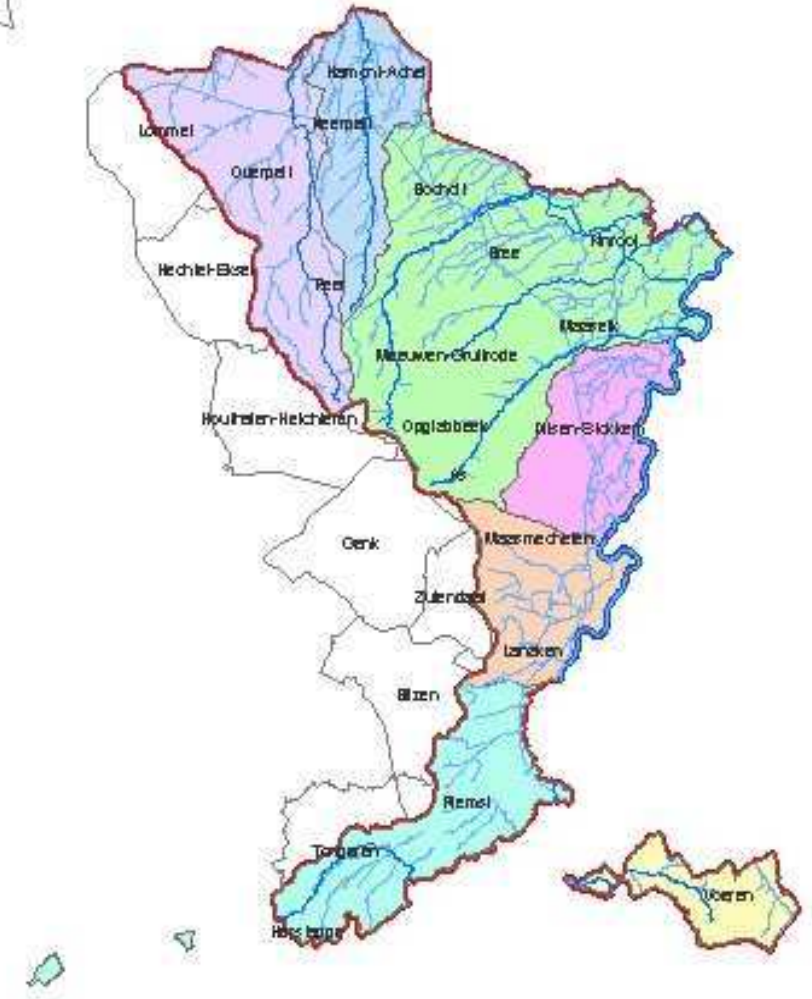 Hamont-Achel
Lommel
Neerpelt
Overpelt
Bocholt
Kinrooi
Bree
Hechtel-Eksel
Peer
Maaseik
Meeuwen-Gruitrode
Houthalen-Helchteren
Opglabbeek
Dilsen-Stokkem
As
Genk
Maasmechelen
Zutendaal
Lanaken
Bilzen
Riemst
Tongeren
Voeren
Herstappe